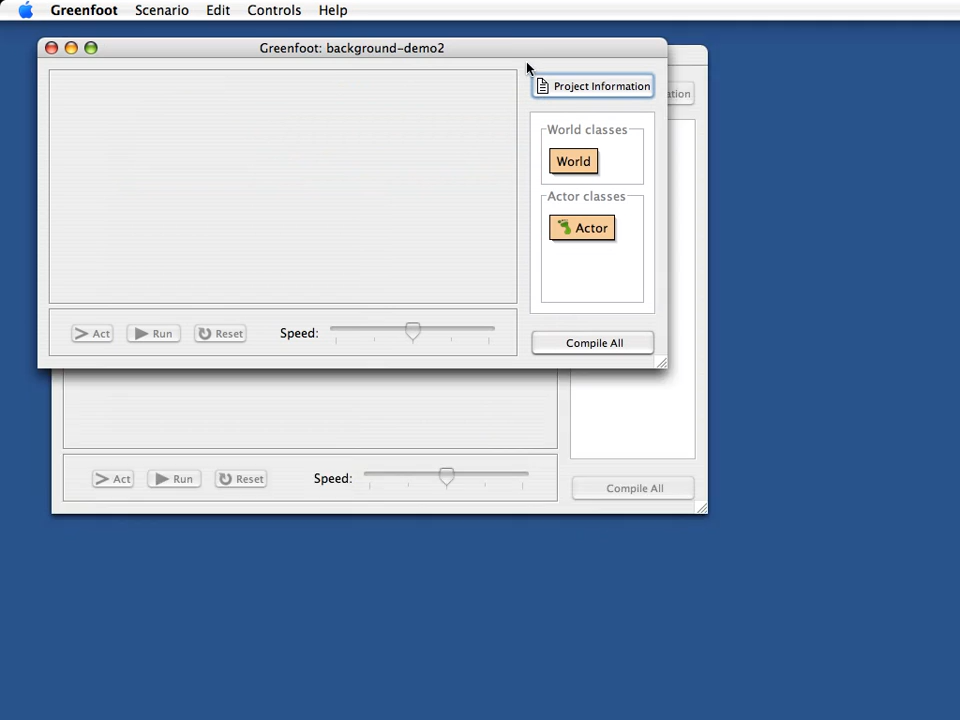 Greenfoot Scenario Edit Controls Help
Greenfoot: background-demo2
Project Information
ation
World classes
World
Actor classes
Actor
Act Run Reset Speed:
Compile All
Act Run Reset Speed:
Compile All